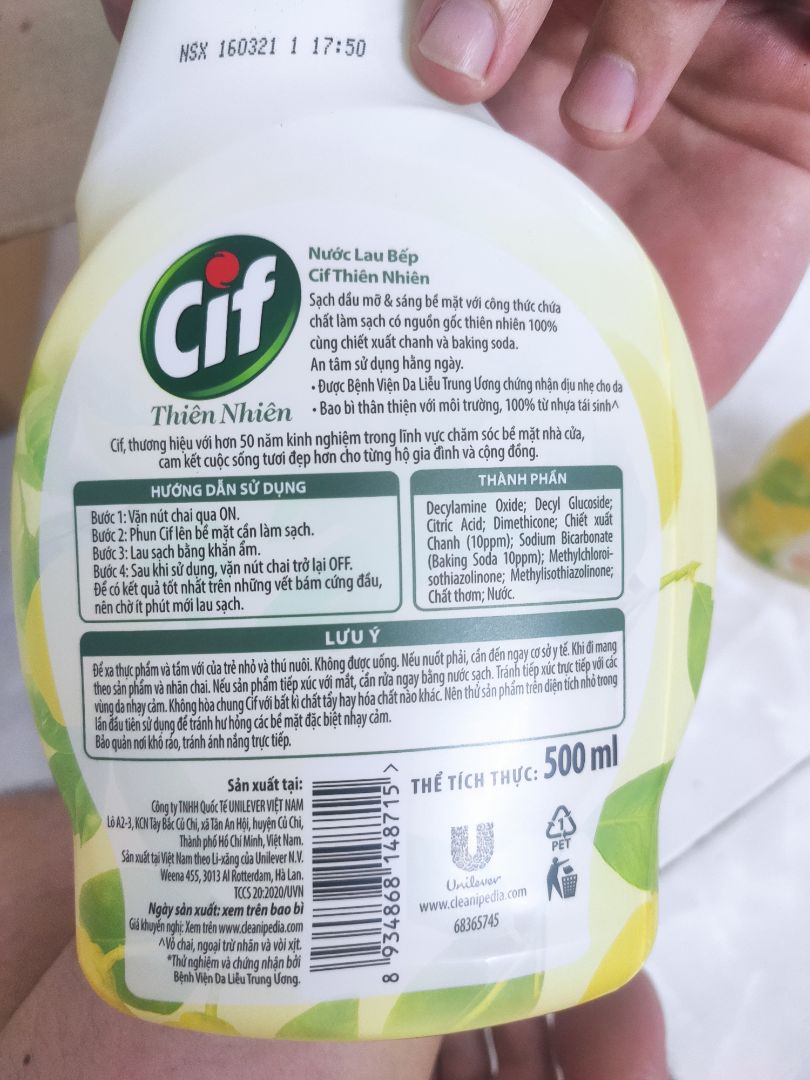 NSX 160321 1 17:50
Cif
Thiên Nhiên
Nước Lau Bếp
Cif Thiên Nhiên
Sạch dầu mỡ & sáng bề mặt với công thức chứa
chất làm sạch có nguồn gốc thiên nhiên 100%
cùng chiết xuất chanh và baking soda.
An tâm sử dụng hằng ngày.
• Được Bệnh Viện Da Liễu Trung Ương chứng nhận dịu nhẹ cho da
• Bao bì thân thiện với môi trường, 100% từ nhựa tái sinh^
Cif, thương hiệu với hơn 50 năm kinh nghiệm trong lĩnh vực chăm sóc bề mặt nhà cửa,
cam kết cuộc sống tươi đẹp hơn cho từng hộ gia đình và cộng đồng.
HƯỚNG DẪN SỬ DỤNG
Bước 1: Vặn nút chai qua ON.
Bước 2: Phun Cif lên bề mặt cần làm sạch.
Bước 3: Lau sạch bằng khăn ẩm.
Bước 4: Sau khi sử dụng, vặn nút chai trở lại OFF.
Để có kết quả tốt nhất trên những vết bám cứng đầu,
nên chờ ít phút mới lau sạch.
THÀNH PHẦN
Decylamine Oxide; Decyl Glucoside;
Citric Acid; Dimethicone; Chiết xuất
Chanh (10ppm); Sodium Bicarbonate
(Baking Soda 10ppm); Methylchloroi-
sothiazolinone; Methylisothiazolinone;
Chất thơm; Nước.
LƯU Ý
Để xa thực phẩm và tầm với của trẻ nhỏ và thú nuôi. Không được uống. Nếu nuốt phải, cần đến ngay cơ sở y tế. Khi đi mang
theo sản phẩm và nhãn chai. Nếu sản phẩm tiếp xúc với mắt, cần rửa ngay bằng nước sạch. Tránh tiếp xúc trực tiếp với các
vùng da nhạy cảm. Không hòa chung Cif với bất kì chất tẩy hay hóa chất nào khác. Nên thử sản phẩm trên diện tích nhỏ trong
lần đầu tiên sử dụng để tránh hư hỏng các bề mặt đặc biệt nhạy cảm.
Bảo quản nơi khô ráo, tránh ánh nắng trực tiếp.
Sản xuất tại:
Công ty TNHH Quốc Tế UNILEVER VIỆT NAM
Lô A2-3, KCN Tây Bắc Củ Chi, xã Tân An Hội, huyện Củ Chi,
Thành phố Hồ Chí Minh, Việt Nam.
Sản xuất tại Việt Nam theo Li-xăng của Unilever N.V.
Weena 455, 3013 Al Rotterdam, Hà Lan.
TCCS 20:2020/UVN
Ngày sản xuất: xem trên bao bì
Giá khuyến nghị: Xem trên www.cleanipedia.com
^Vỏ chai, ngoại trừ nhãn và vòi xịt.
*Thử nghiệm và chứng nhận bởi
Bệnh Viện Da Liễu Trung Ương.
8 934868 148715 >
THỂ TÍCH THỰC: 500 ml
Unilever
www.cleanipedia.com
68365745
1
PET